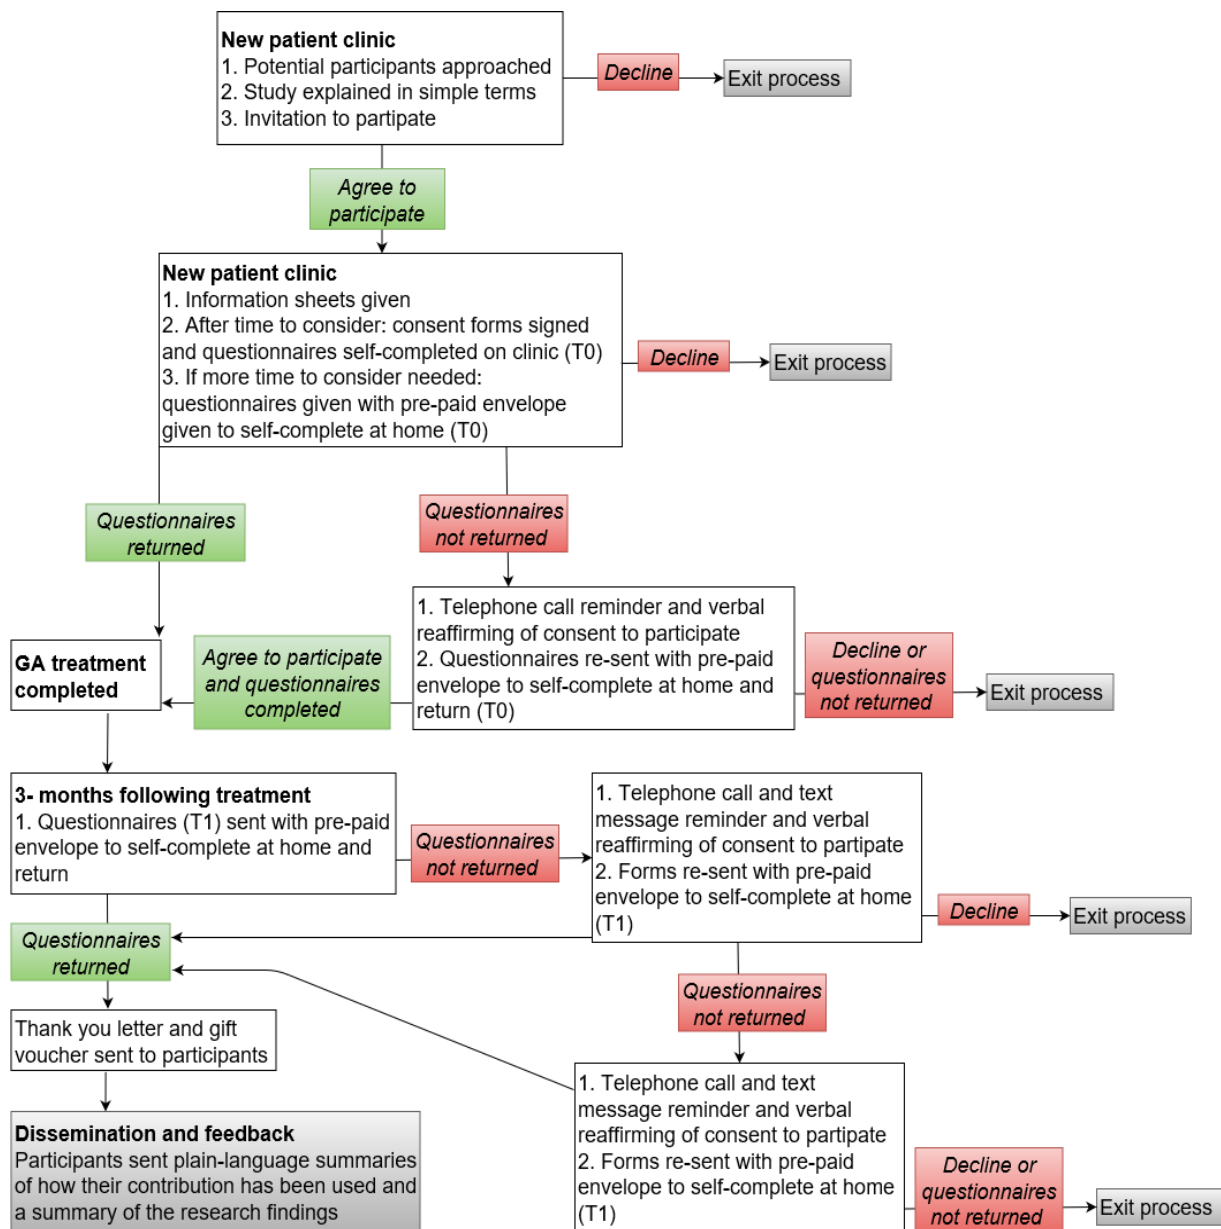 New patient clinic
1. Potential participants approached
2. Study explained in simple terms
3. Invitation to partipate
Decline
Exit process
Agree to
participate
New patient clinic
1. Information sheets given
2. After time to consider: consent forms signed
and questionnaires self-completed on clinic (T0)
3. If more time to consider needed:
questionnaires given with pre-paid envelope
given to self-complete at home (T0)
Decline
Exit process
Questionnaires
returned
Questionnaires
not returned
1. Telephone call reminder and verbal
reaffirming of consent to participate
2. Questionnaires re-sent with pre-paid
envelope to self-complete at home and
return (T0)
Decline or
questionnaires
not returned
Exit process
Agree to participate
and questionnaires
completed
GA treatment
completed
3- months following treatment
1. Questionnaires (T1) sent with pre-paid
envelope to self-complete at home and
return
Questionnaires
not returned
1. Telephone call and text
message reminder and verbal
reaffirming of consent to partipate
2. Forms re-sent with pre-paid
envelope to self-complete at home
(T1)
Decline
Exit process
Questionnaires
returned
Questionnaires
not returned
Thank you letter and gift
voucher sent to participants
1. Telephone call and text
message reminder and verbal
reaffirming of consent to partipate
2. Forms re-sent with pre-paid
envelope to self-complete at home
(T1)
Decline or
questionnaires
not returned
Exit process
Dissemination and feedback
Participants sent plain-language summaries
of how their contribution has been used and
a summary of the research findings